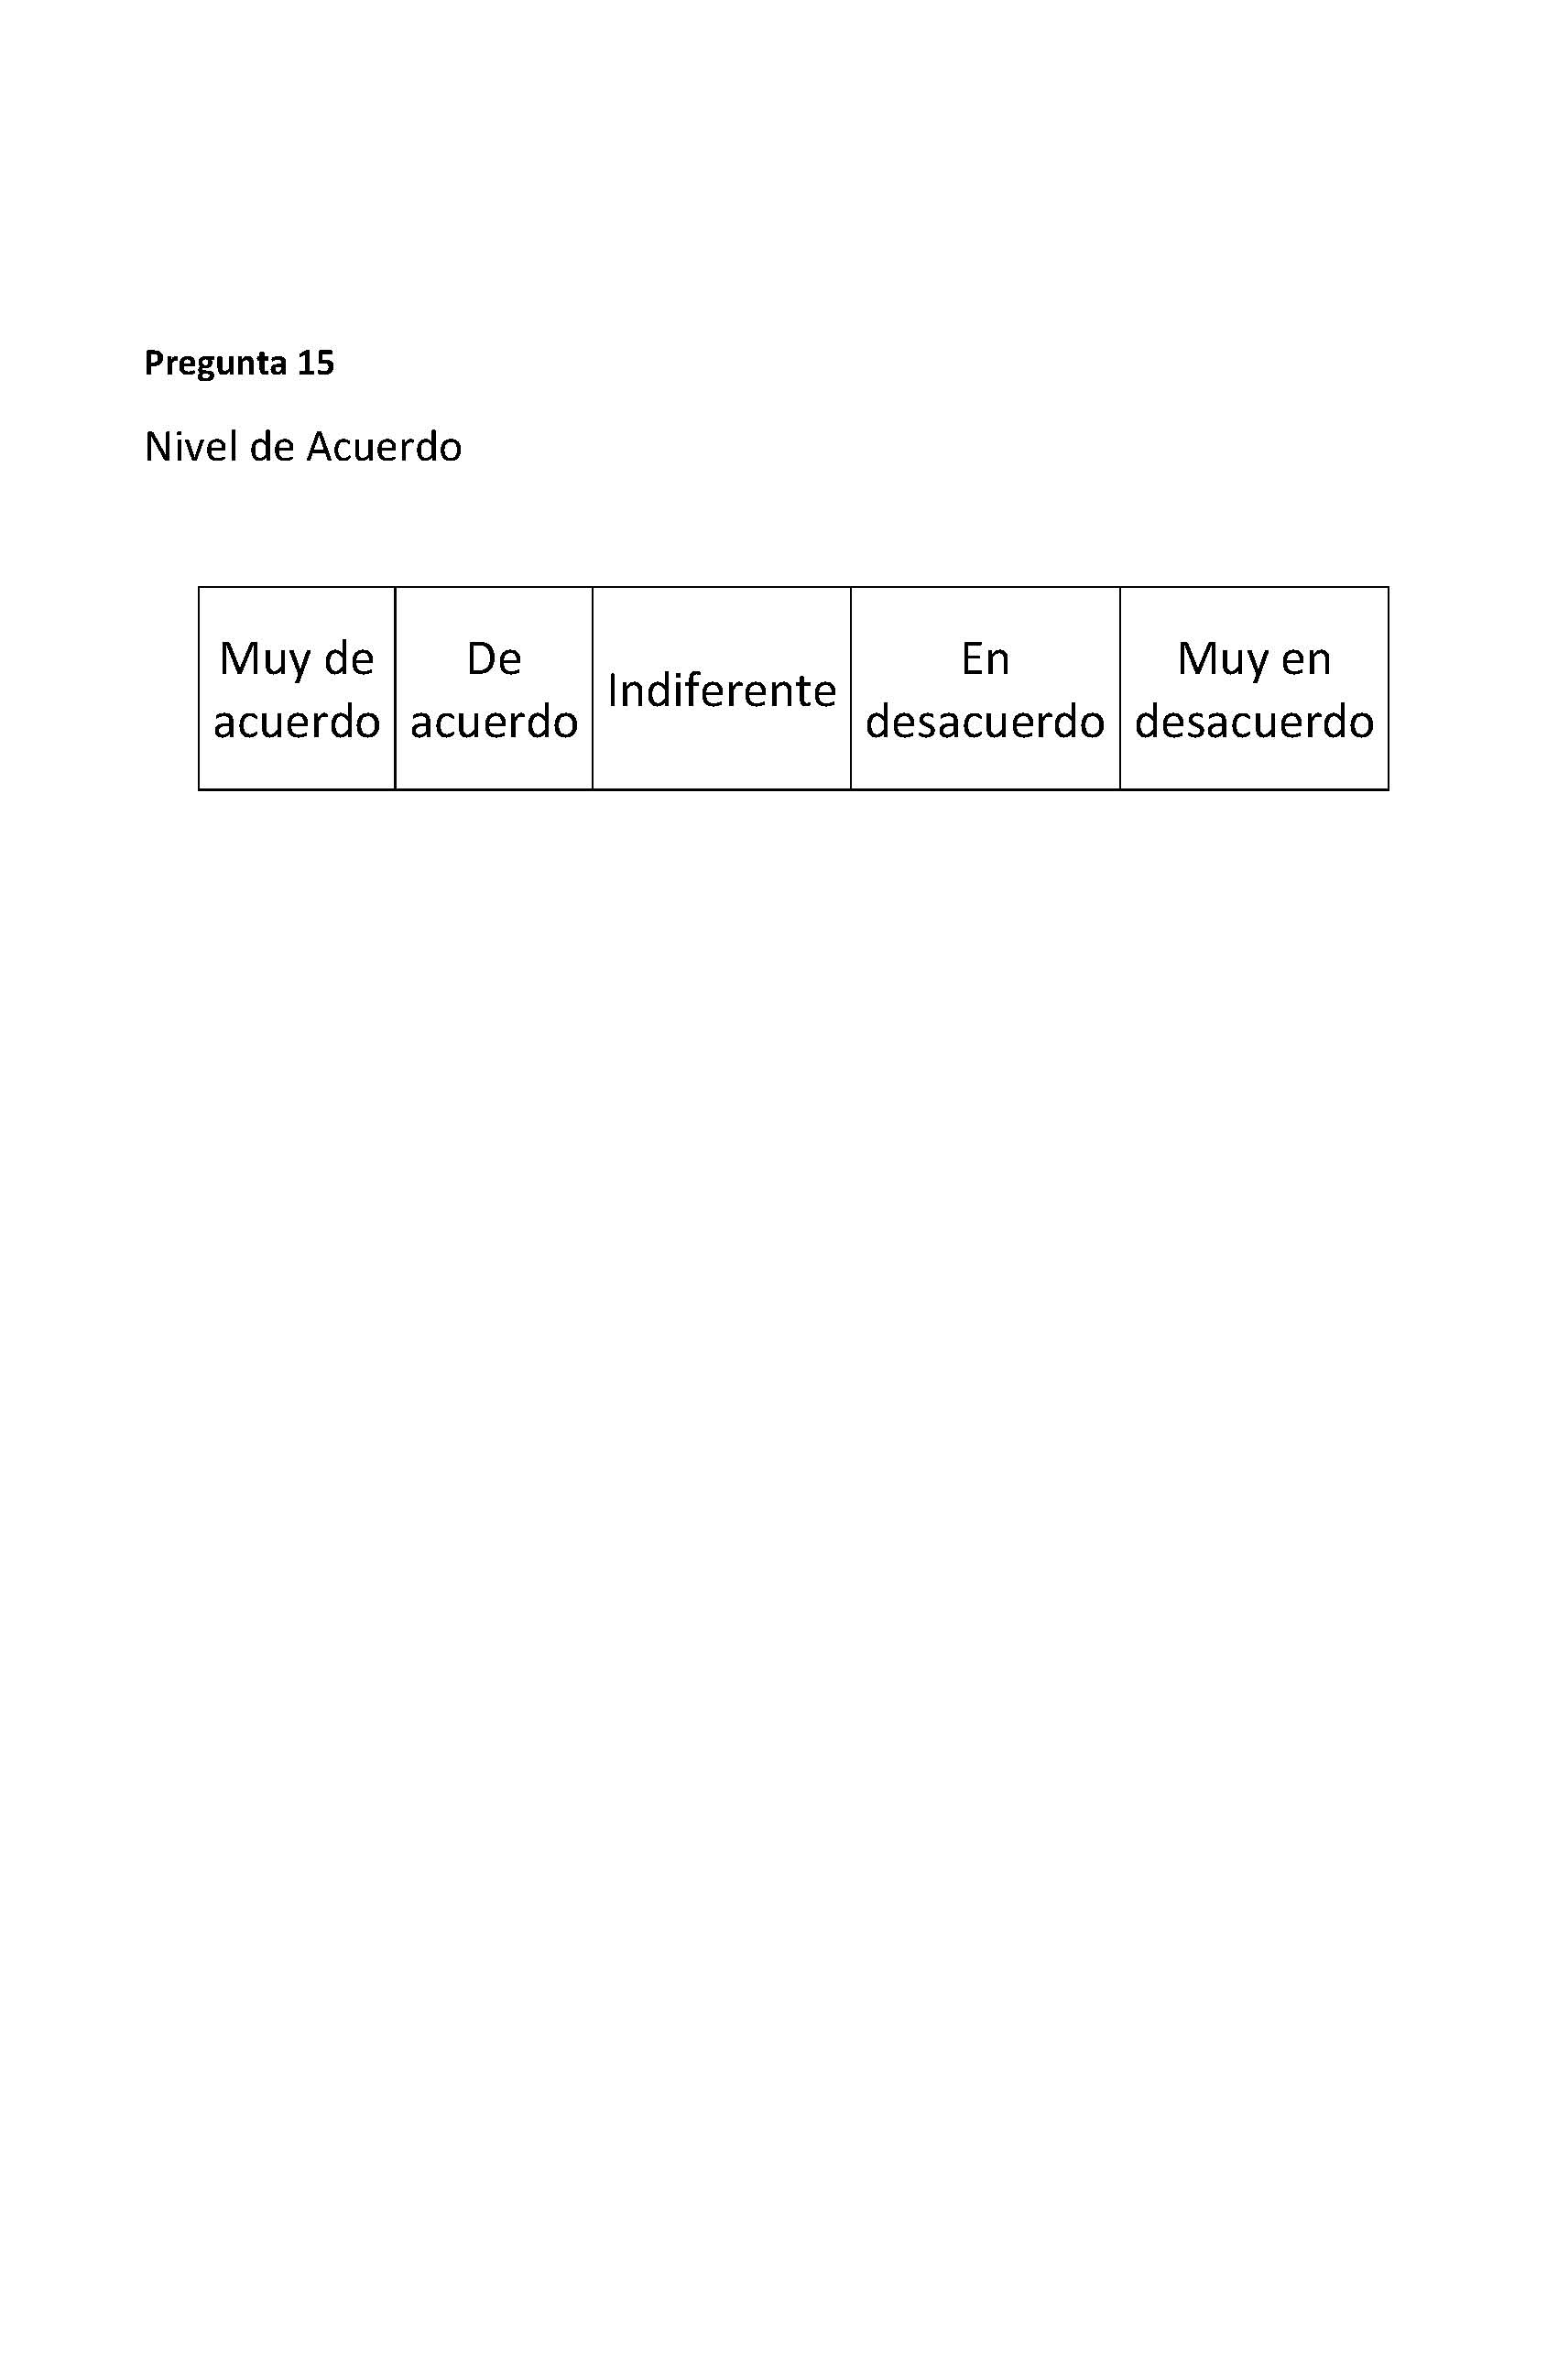 Pregunta 15
Nivel de Acuerdo
Muy de acuerdo
De acuerdo
Indiferente
En desacuerdo
Muy en desacuerdo